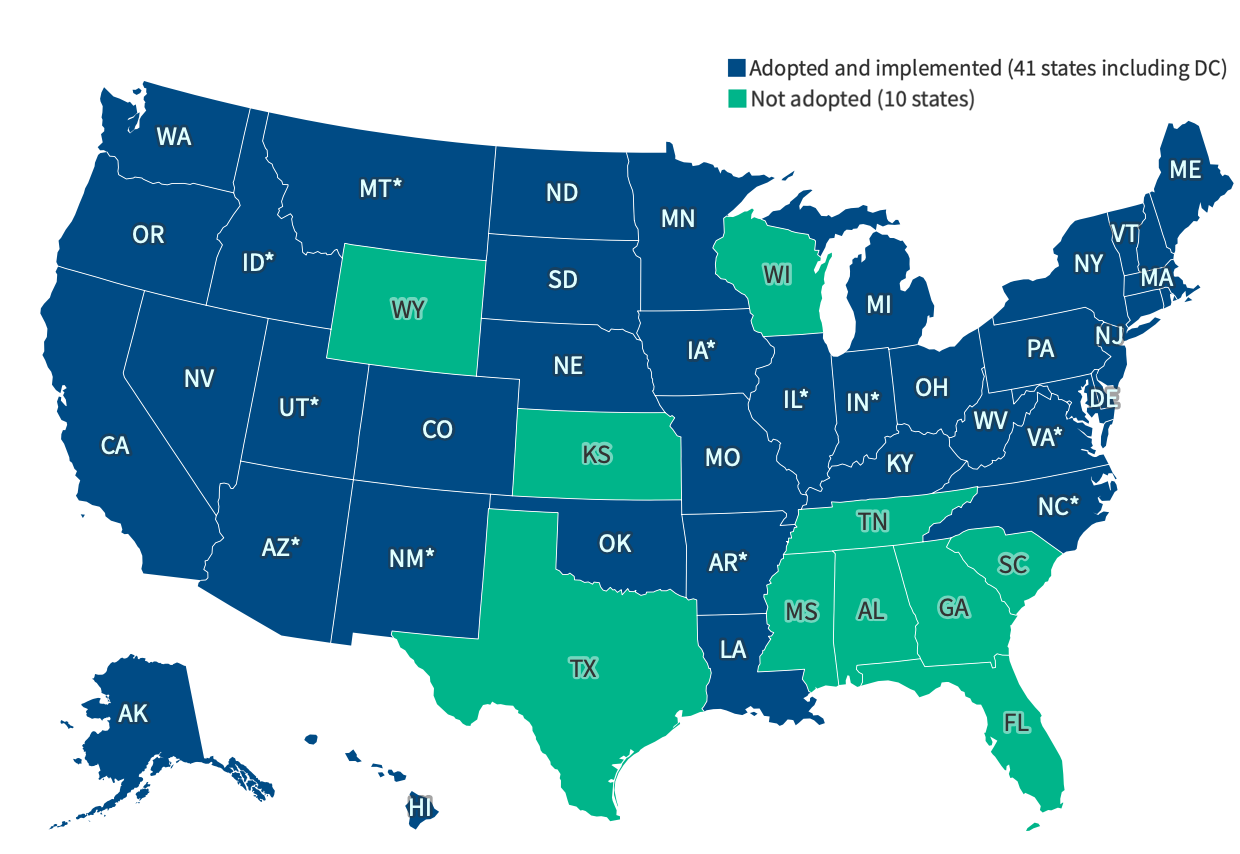 Adopted and implemented (41 states including DC)
Not adopted (10 states)
WA
ME
MT*
ND
MN
OR
VT
ID*
NY
WI
SD
MA
MI
WY
NJ
IA*
PA
NE
NV
OH
UT*
IL*
IN*
DE
WV
CO
VA*
CA
KS
MO
KY
NC*
TN
OK
AZ*
NM*
AR*
SC
GA
MS
AL
LA
TX
AK
FL
HI